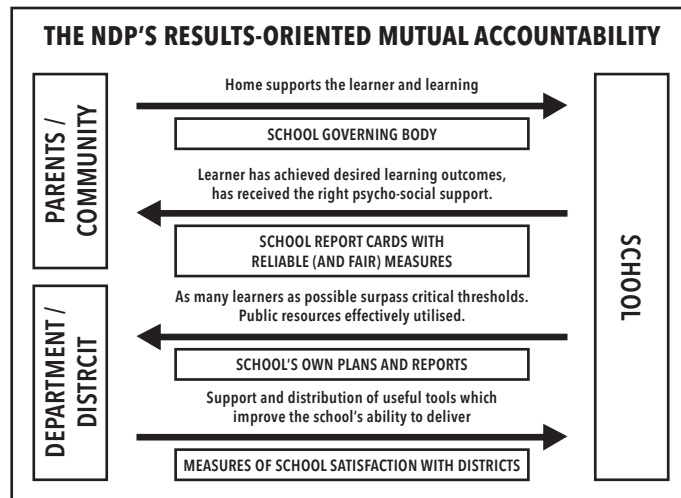 THE NDP'S RESULTS-ORIENTED MUTUAL ACCOUNTABILITY
PARENTS /
COMMUNITY
Home supports the learner and learning
SCHOOL GOVERNING BODY
Learner has achieved desired learning outcomes,
has received the right psycho-social support.
SCHOOL REPORT CARDS WITH
RELIABLE (AND FAIR) MEASURES
DEPARTMENT /
DISTRCIT
As many learners as possible surpass critical thresholds.
Public resources effectively utilised.
SCHOOL'S OWN PLANS AND REPORTS
Support and distribution of useful tools which
improve the school's ability to deliver
MEASURES OF SCHOOL SATISFACTION WITH DISTRICTS
SCHOOL